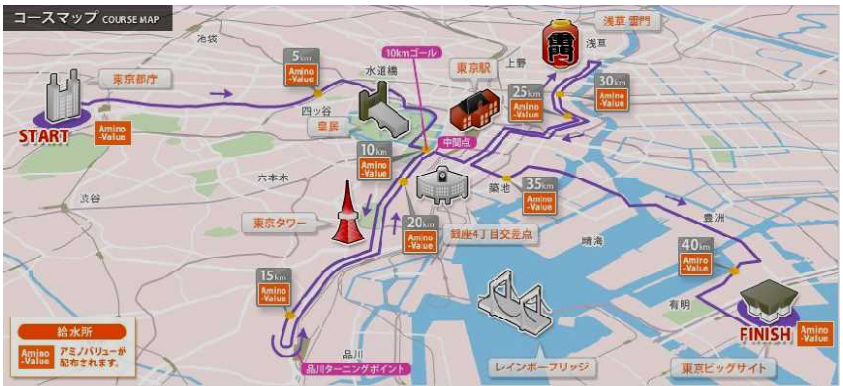 コースマップ COURSE MAP
浅草 雷門
浅草
池袋
上野
10kmゴール
5km
Amino
-Value
水道橋
東京駅
東京都庁
30km
Amino
-Value
25km
Amino
-Value
雷
四ッ谷
START
Amino
-Value
皇居
中間点
10km
Amino
-Value
六本木
渋谷
築地
35km
Amino
-Value
東京タワー
20km
Amino
-Value
銀座4丁目交差点
豊洲
晴海
40km
Amino
-Value
15km
Amino
-Value
有明
FINISH
Amino
-Value
給水所
Amino
-Value
アミノバリューが
配布されます。
品川
品川ターニングポイント
レインボーブリッジ
東京ビッグサイト